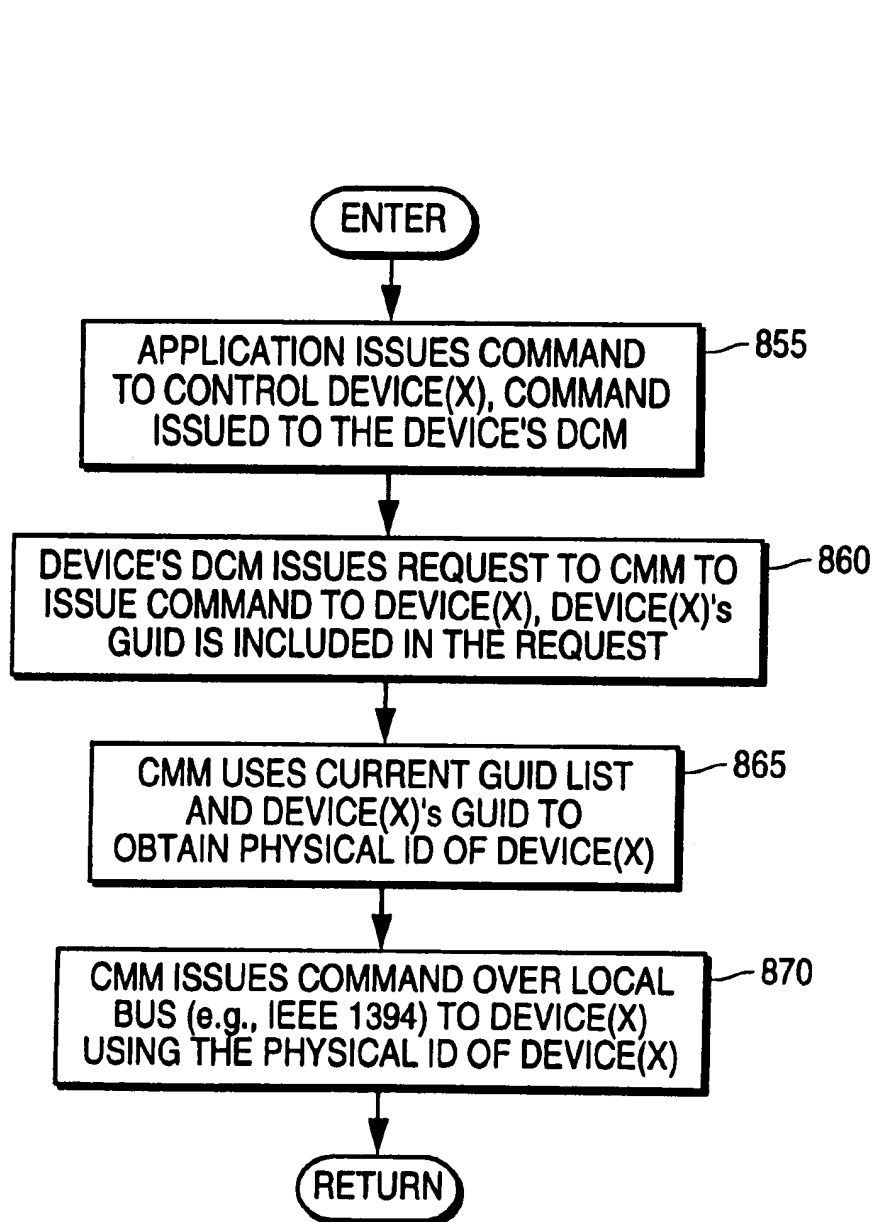 ENTER
APPLICATION ISSUES COMMAND
TO CONTROL DEVICE(X), COMMAND
ISSUED TO THE DEVICE'S DCM
855
DEVICE'S DCM ISSUES REQUEST TO CMM TO
ISSUE COMMAND TO DEVICE(X), DEVICE(X)'s
GUID IS INCLUDED IN THE REQUEST
860
CMM USES CURRENT GUID LIST
AND DEVICE(X)'s GUID TO
OBTAIN PHYSICAL ID OF DEVICE(X)
865
CMM ISSUES COMMAND OVER LOCAL
BUS (e.g., IEEE 1394) TO DEVICE(X)
USING THE PHYSICAL ID OF DEVICE(X)
870
RETURN